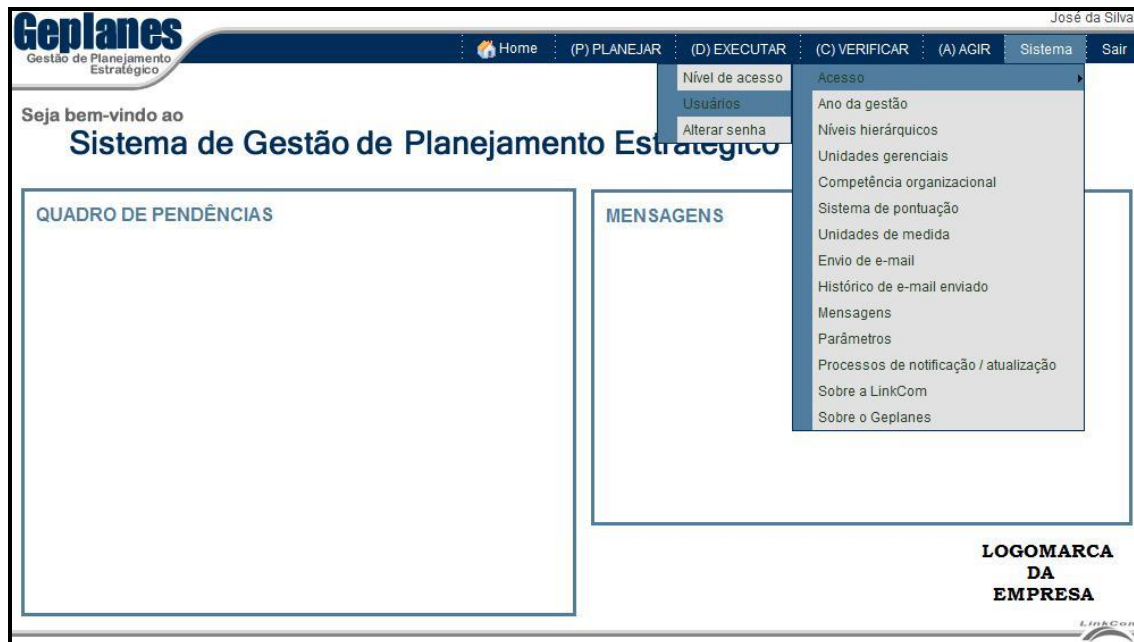 José da Silva
Geplanes
Gestão de Planejamento
Estratégico
Home (P) PLANEJAR (D) EXECUTAR (C) VERIFICAR (A) AGIR Sistema Sair
Nível de acesso
Usuários
Alterar senha
Acesso
Ano da gestão
Níveis hierárquicos
Unidades gerenciais
Competência organizacional
Sistema de pontuação
Unidades de medida
Envio de e-mail
Histórico de e-mail enviado
Mensagens
Parâmetros
Processos de notificação / atualização
Sobre a LinkCom
Sobre o Geplanes
Seja bem-vindo ao
Sistema de Gestão de Planejamento Estratégico
QUADRO DE PENDÊNCIAS
MENSAGENS
LOGOMARCA
DA
EMPRESA
LinkCom